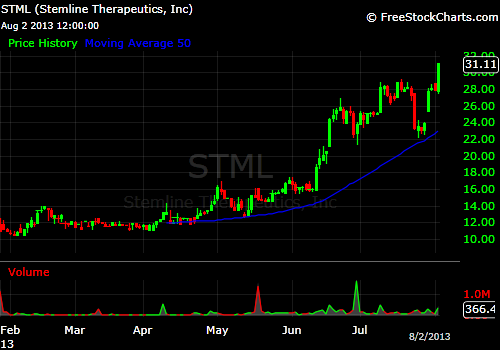 STML (Stemline Therapeutics, Inc)
Aug 2 2013 12:00:00
© FreeStockCharts.com
Price History Moving Average 50
32.00
31.11
30.00
28.00
26.00
24.00
22.00
20.00
18.00
16.00
14.00
12.00
10.00
STML
Stemline Therapeutics, Inc
Volume
1.0M
366.4
0.0
Feb Mar Apr May Jun Jul
13
8/2/2013